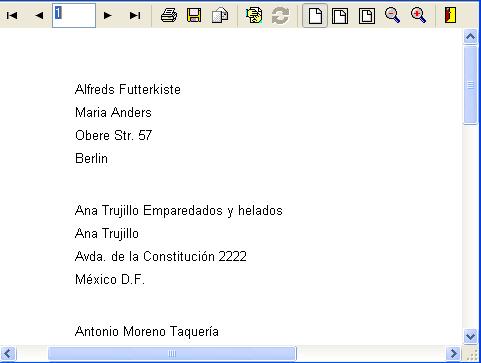 1
Alfreds Futterkiste
Maria Anders
Obere Str. 57
Berlin
Ana Trujillo Emparedados y helados
Ana Trujillo
Avda. de la Constitución 2222
México D.F.
Antonio Moreno Taquería